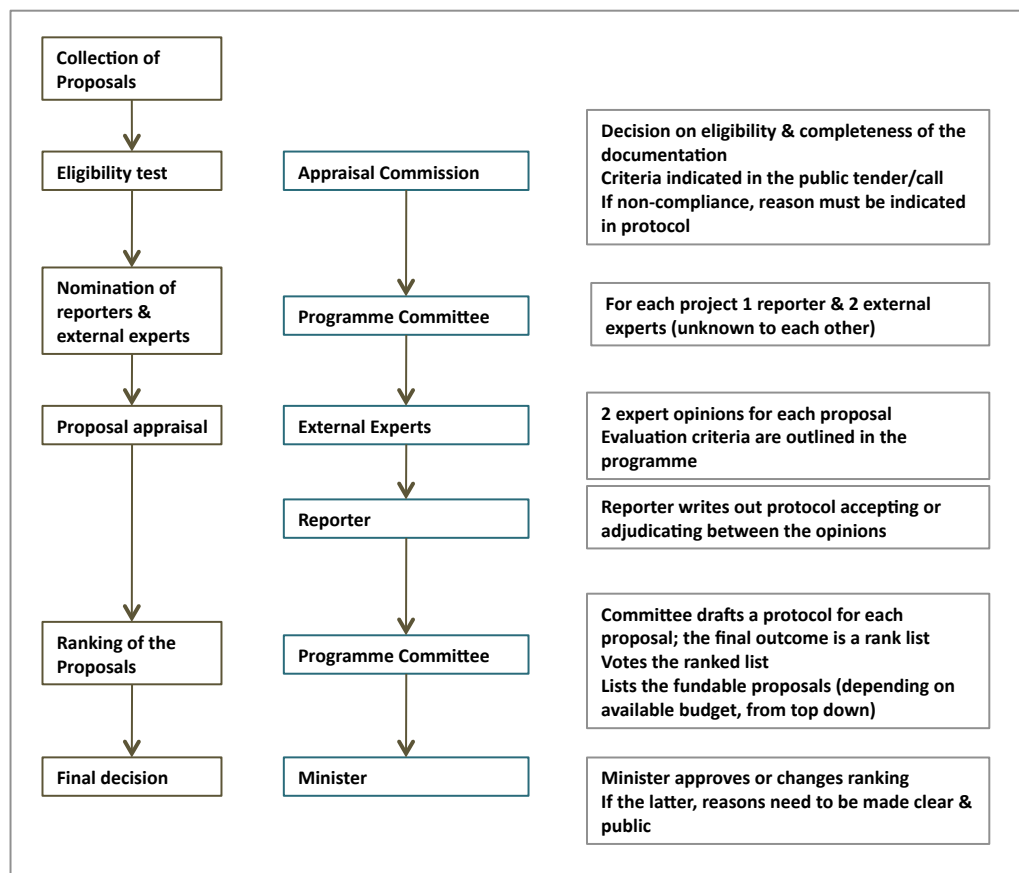 Collection of
Proposals
Eligibility test
Appraisal Commission
Decision on eligibility & completeness of the
documentation
Criteria indicated in the public tender/call
If non-compliance, reason must be indicated
in protocol
Nomination of
reporters &
external experts
Programme Committee
For each project 1 reporter & 2 external
experts (unknown to each other)
Proposal appraisal
External Experts
2 expert opinions for each proposal
Evaluation criteria are outlined in the
programme
Reporter
Reporter writes out protocol accepting or
adjudicating between the opinions
Ranking of the
Proposals
Programme Committee
Committee drafts a protocol for each
proposal; the final outcome is a rank list
Votes the ranked list
Lists the fundable proposals (depending on
available budget, from top down)
Final decision
Minister
Minister approves or changes ranking
If the latter, reasons need to be made clear &
public